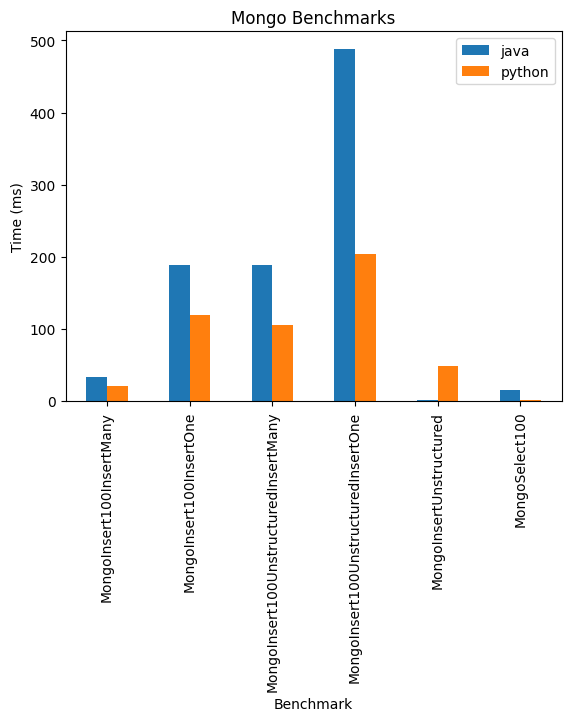 Mongo Benchmarks
java
python
Time (ms)
500
400
300
200
100
0
MongoInsert100InsertMany
MongoInsert100InsertOne
MongoInsert100UnstructuredInsertMany
MongoInsert100UnstructuredInsertOne
MongoInsertUnstructured
MongoSelect100
Benchmark